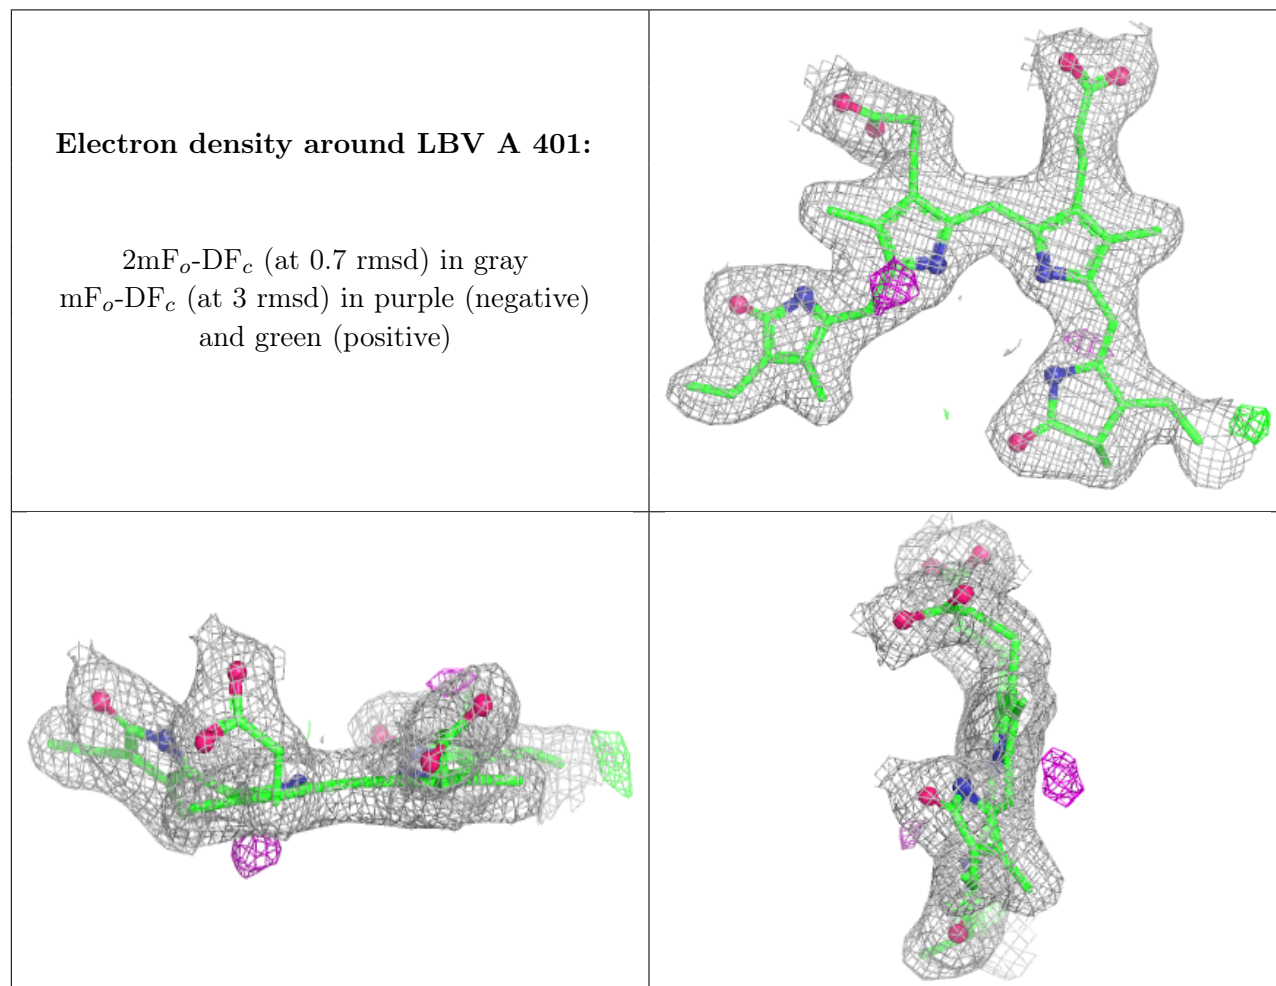 Electron density around LBV A 401:
2mFo-DFc (at 0.7 rmsd) in gray
mFo-DFc (at 3 rmsd) in purple (negative)
and green (positive)